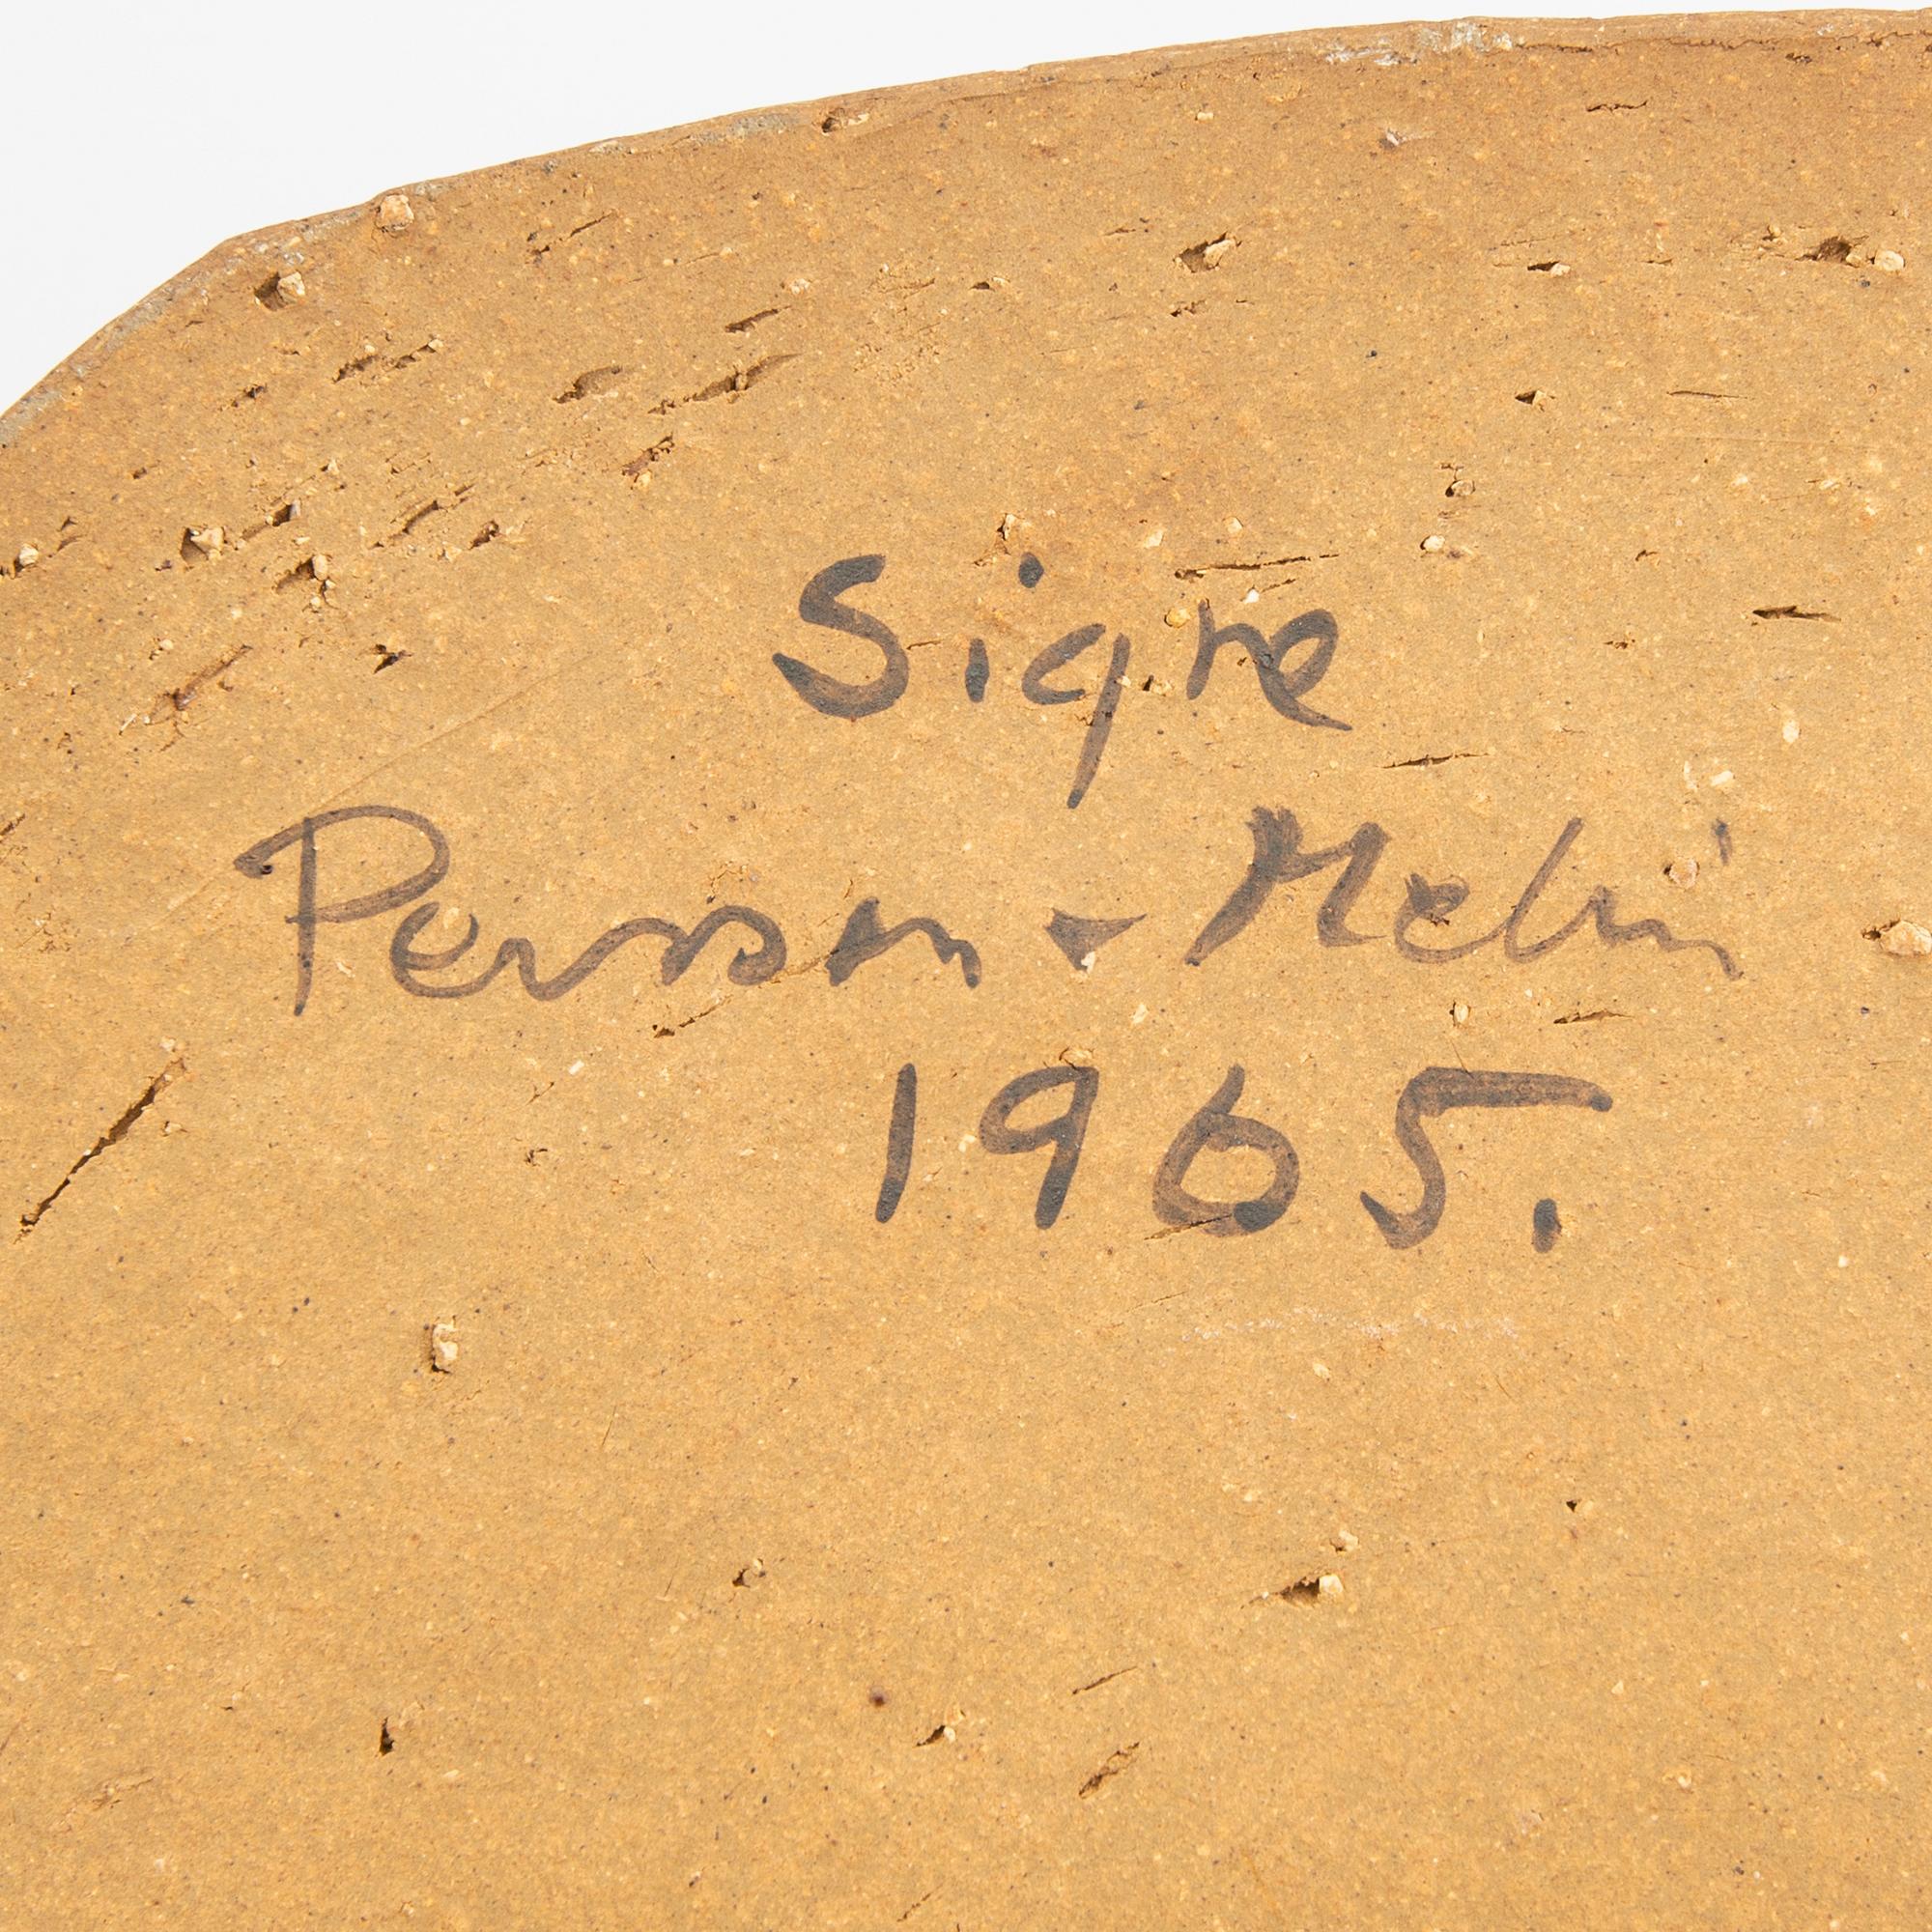 Signe
Persson - Melin
1965.